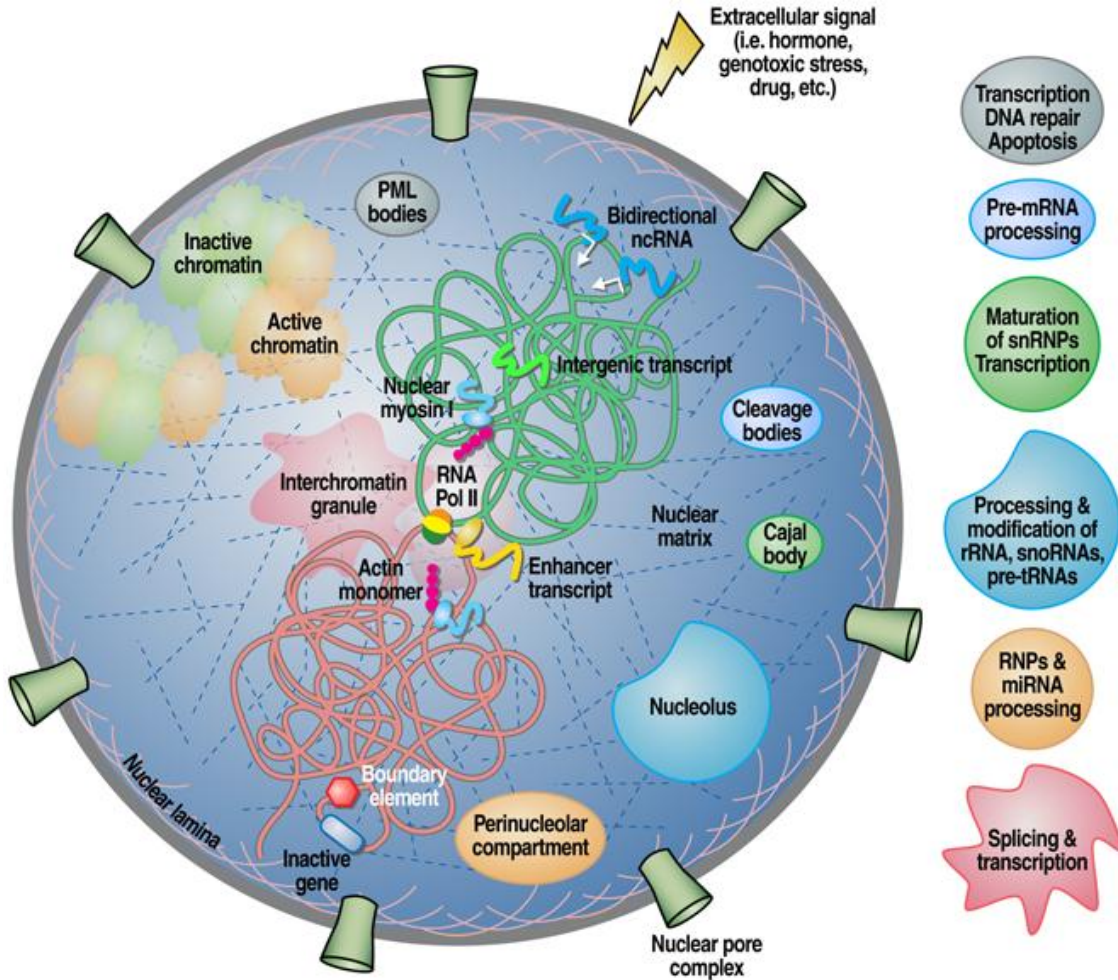 Extracellular signal
(i.e. hormone,
genotoxic stress,
drug, etc.)
PML
bodies
Bidirectional
ncRNA
Inactive
chromatin
Active
chromatin
Intergenic transcript
Nuclear
myosin I
Cleavage
bodies
RNA
Pol II
Interchromatin
granule
Nuclear
matrix
Cajal
body
Actin
monomer
Enhancer
transcript
Nucleolus
Boundary
element
Nuclear lamina
Perinucleolar
compartment
Inactive
gene
Nuclear pore
complex
Transcription
DNA repair
Apoptosis
Pre-mRNA
processing
Maturation
of snRNPs
Transcription
Processing &
modification of
rRNA, snoRNAs,
pre-tRNAs
RNPs &
miRNA
processing
Splicing &
transcription